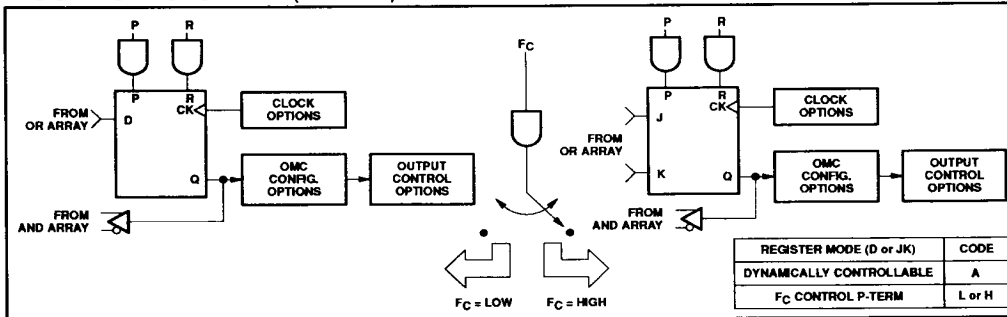 P
R
P
R
D
CK
FROM
OR ARRAY
CLOCK
OPTIONS
Q
OMC
CONFIG.
OPTIONS
OUTPUT
CONTROL
OPTIONS
FROM
AND ARRAY
FC
FC = LOW
FC = HIGH
P
R
P
R
J
CK
FROM
OR ARRAY
K
CLOCK
OPTIONS
Q
OMC
CONFIG.
OPTIONS
OUTPUT
CONTROL
OPTIONS
FROM
AND ARRAY
REGISTER MODE (D or JK) CODE
DYNAMICALLY CONTROLLABLE A
FC CONTROL P-TERM L or H